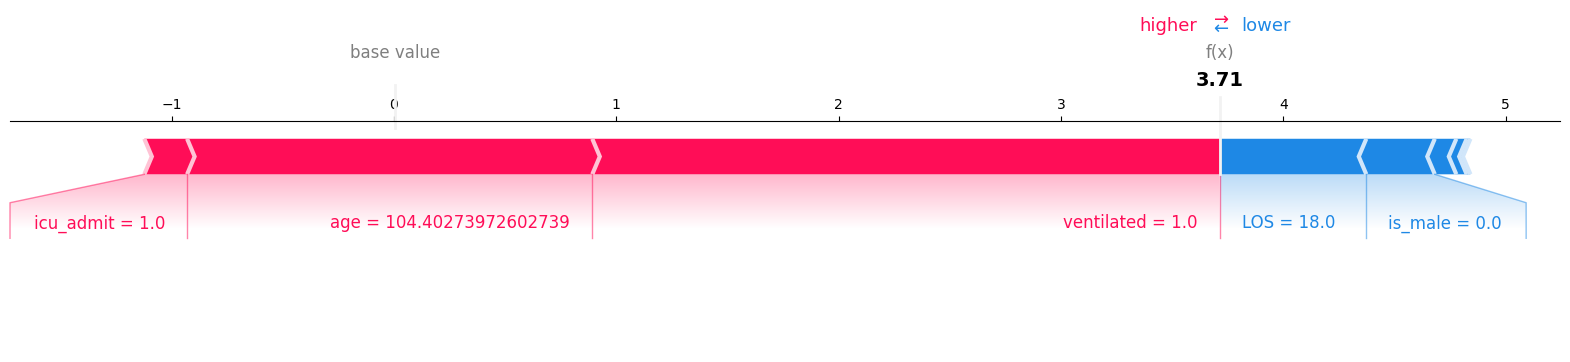 higher ⇄ lower
base value f(x)
3.71
−1 0 1 2 3 4 5
icu_admit = 1.0 age = 104.40273972602739 ventilated = 1.0 LOS = 18.0 is_male = 0.0